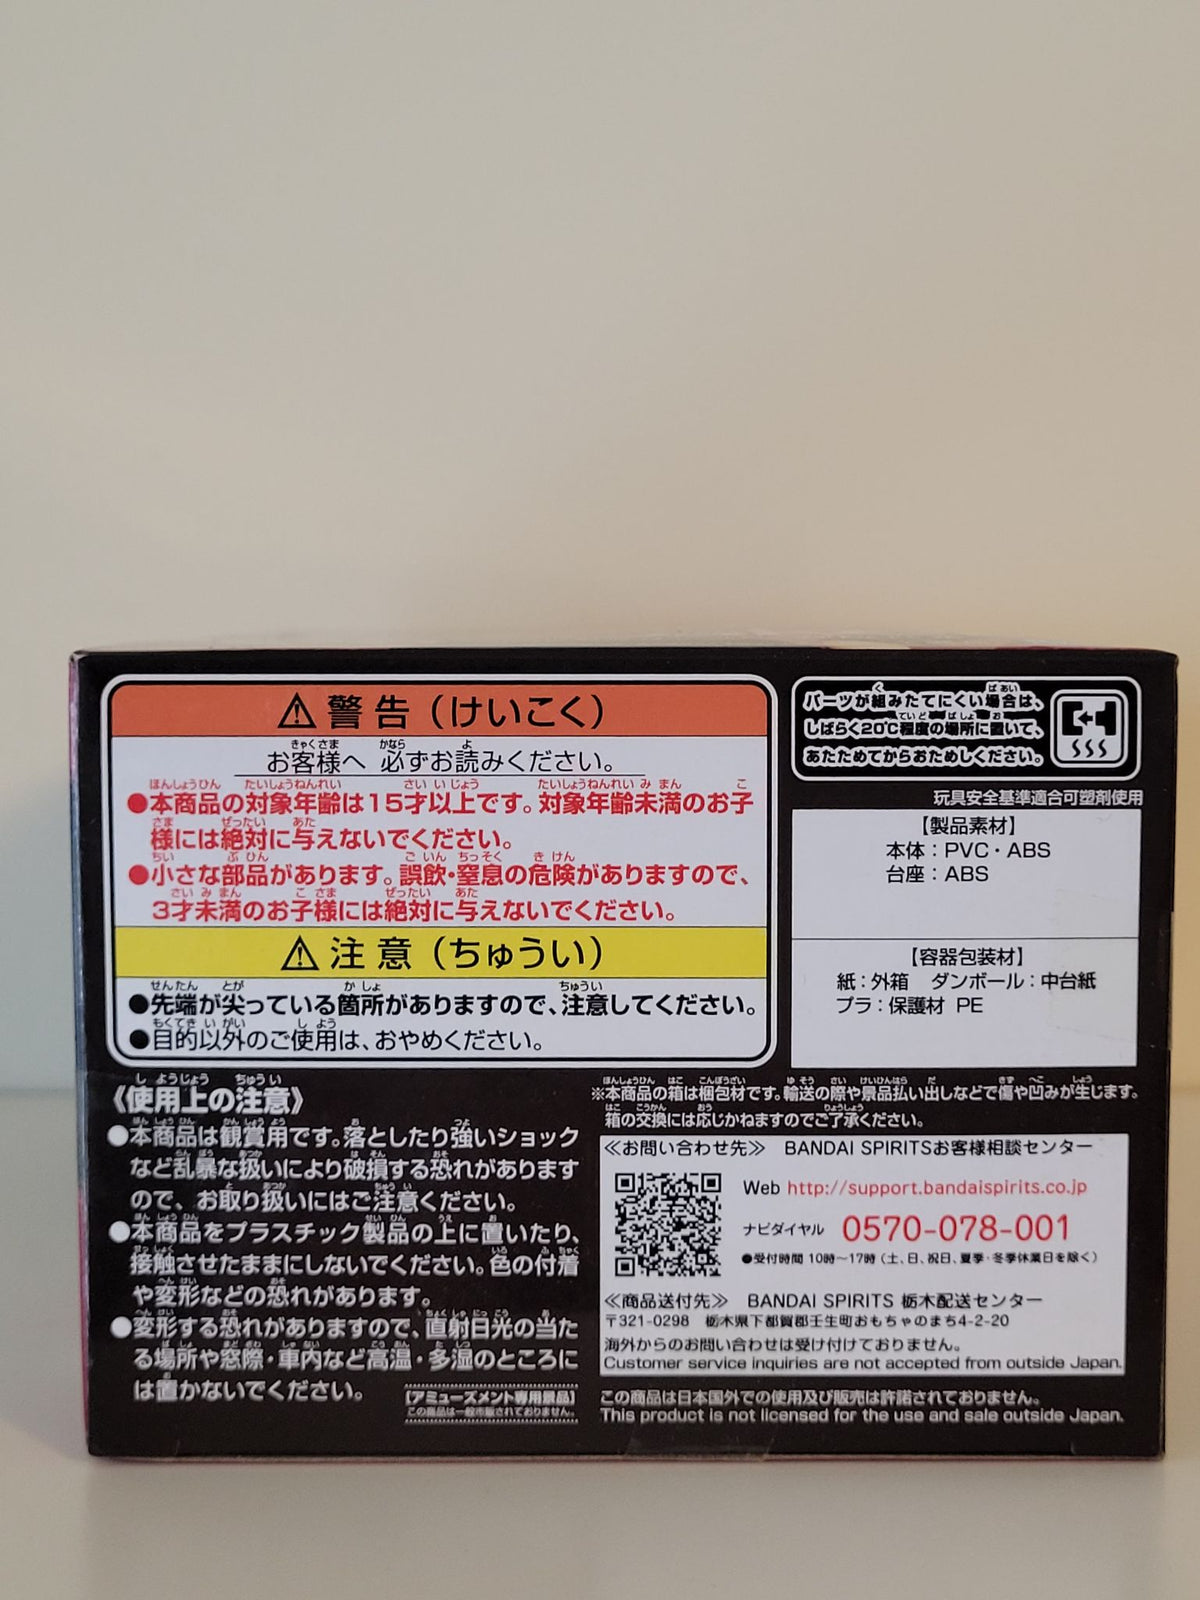 ⚠警告（けいこく）
お客様へ 必ずお読みください。
●本商品の対象年齢は15才以上です。対象年齢未満のお子
様には絶対に与えないでください。
●小さな部品があります。誤飲・窒息の危険がありますので、
3才未満のお子様には絶対に与えないでください。
⚠注意（ちゅうい）
●先端が尖っている箇所がありますので、注意してください。
●目的以外のご使用は、おやめください。
パーツが組みたてにくい場合は、
しばらく20℃程度の場所に置いて、
あたためてからおためしください。
玩具安全基準適合可塑剤使用
【製品素材】
本体：PVC・ABS
台座：ABS
【容器包装材】
紙：外箱 ダンボール：中台紙
プラ：保護材 PE
《使用上の注意》
●本商品は観賞用です。落としたり強いショック
など乱暴な扱いにより破損する恐れがあります
ので、お取り扱いにはご注意ください。
●本商品をプラスチック製品の上に置いたり、
接触させたままにしないでください。色の付着
や変形などの恐れがあります。
●変形する恐れがありますので、直射日光の当た
る場所や窓際・車内など高温・多湿のところに
は置かないでください。
【アミューズメント専用景品】
この商品は一般市販されておりません。
※本商品の箱は梱包材です。輸送の際や景品払い出しなどで傷や凹みが生じます。
箱の交換には応じかねますのでご了承ください。
≪お問い合わせ先≫ BANDAI SPIRITSお客様相談センター
Web http://support.bandaispirits.co.jp
ナビダイヤル 0570-078-001
●受付時間 10時～17時（土、日、祝日、夏季・冬季休業日を除く）
≪商品送付先≫ BANDAI SPIRITS 栃木配送センター
〒321-0298 栃木県下都賀郡壬生町おもちゃのまち4-2-20
海外からのお問い合わせは受け付けておりません。
Customer service inquiries are not accepted from outside Japan.
この商品は日本国外での使用及び販売は許諾されておりません。
This product is not licensed for the use and sale outside Japan.